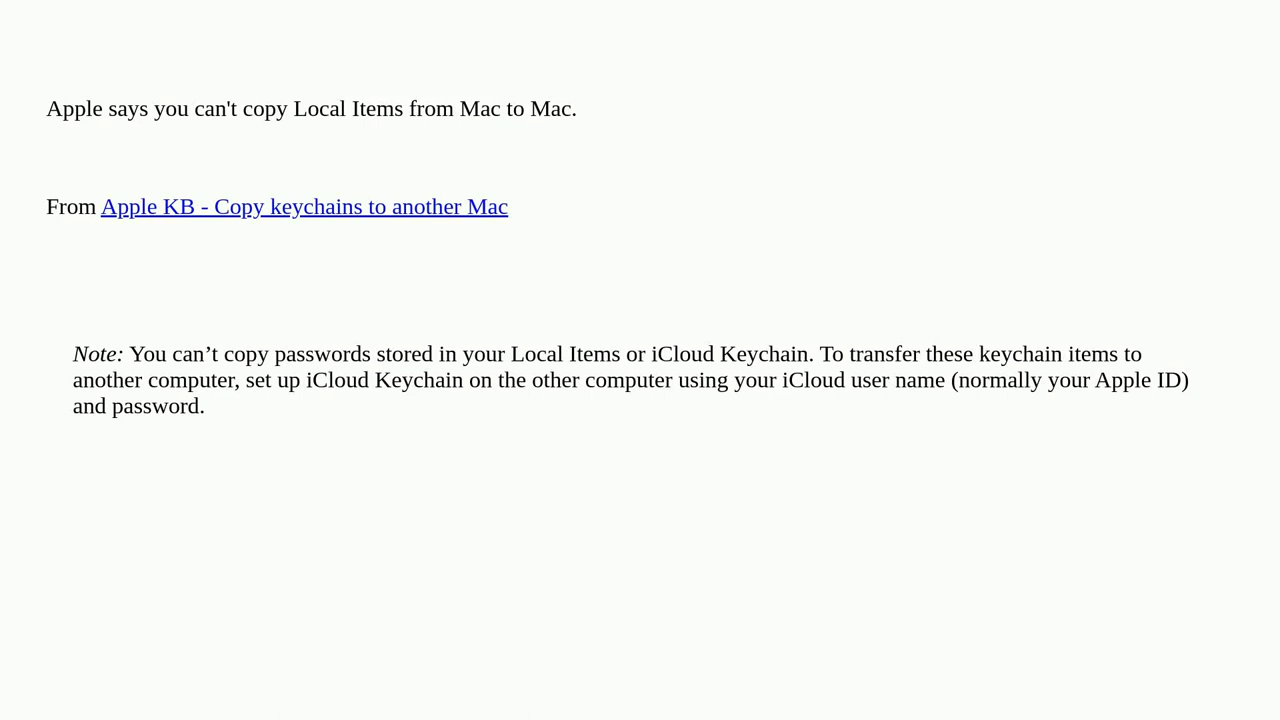 Apple says you can't copy Local Items from Mac to Mac.
From Apple KB - Copy keychains to another Mac
Note: You can’t copy passwords stored in your Local Items or iCloud Keychain. To transfer these keychain items to
another computer, set up iCloud Keychain on the other computer using your iCloud user name (normally your Apple ID)
and password.